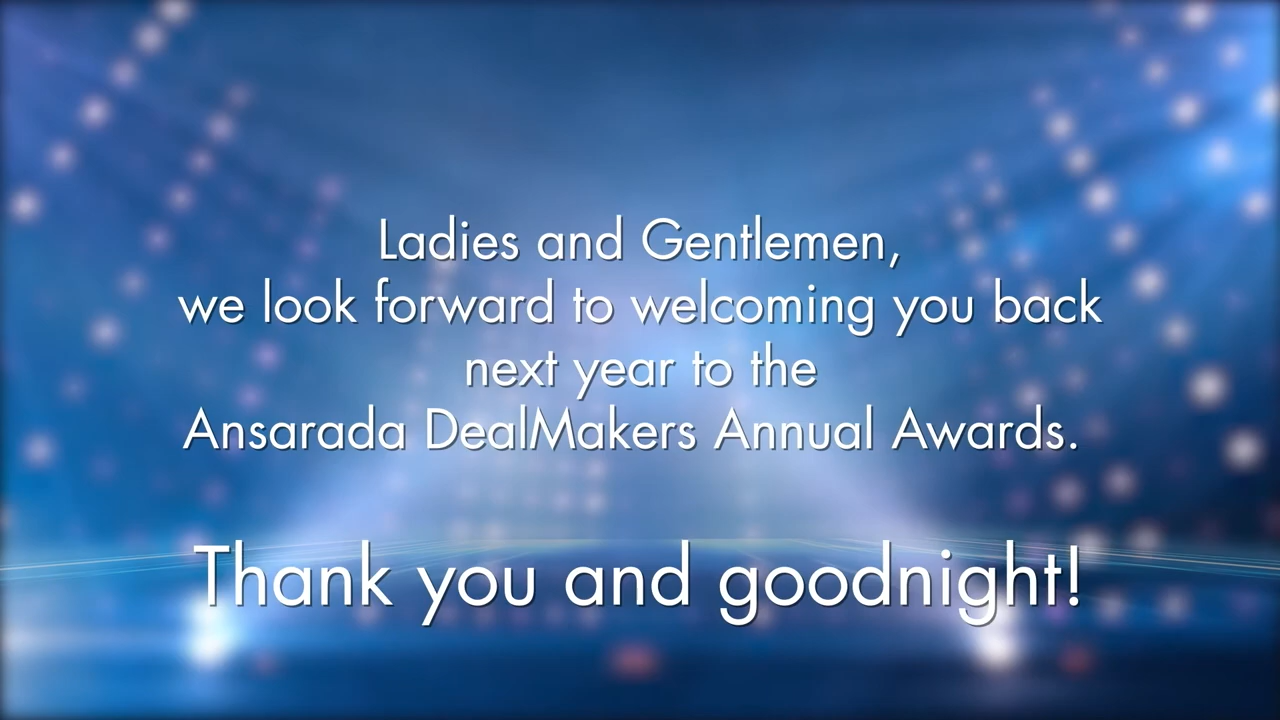 Ladies and Gentlemen,
we look forward to welcoming you back
next year to the
Ansarada DealMakers Annual Awards.
Thank you and goodnight!